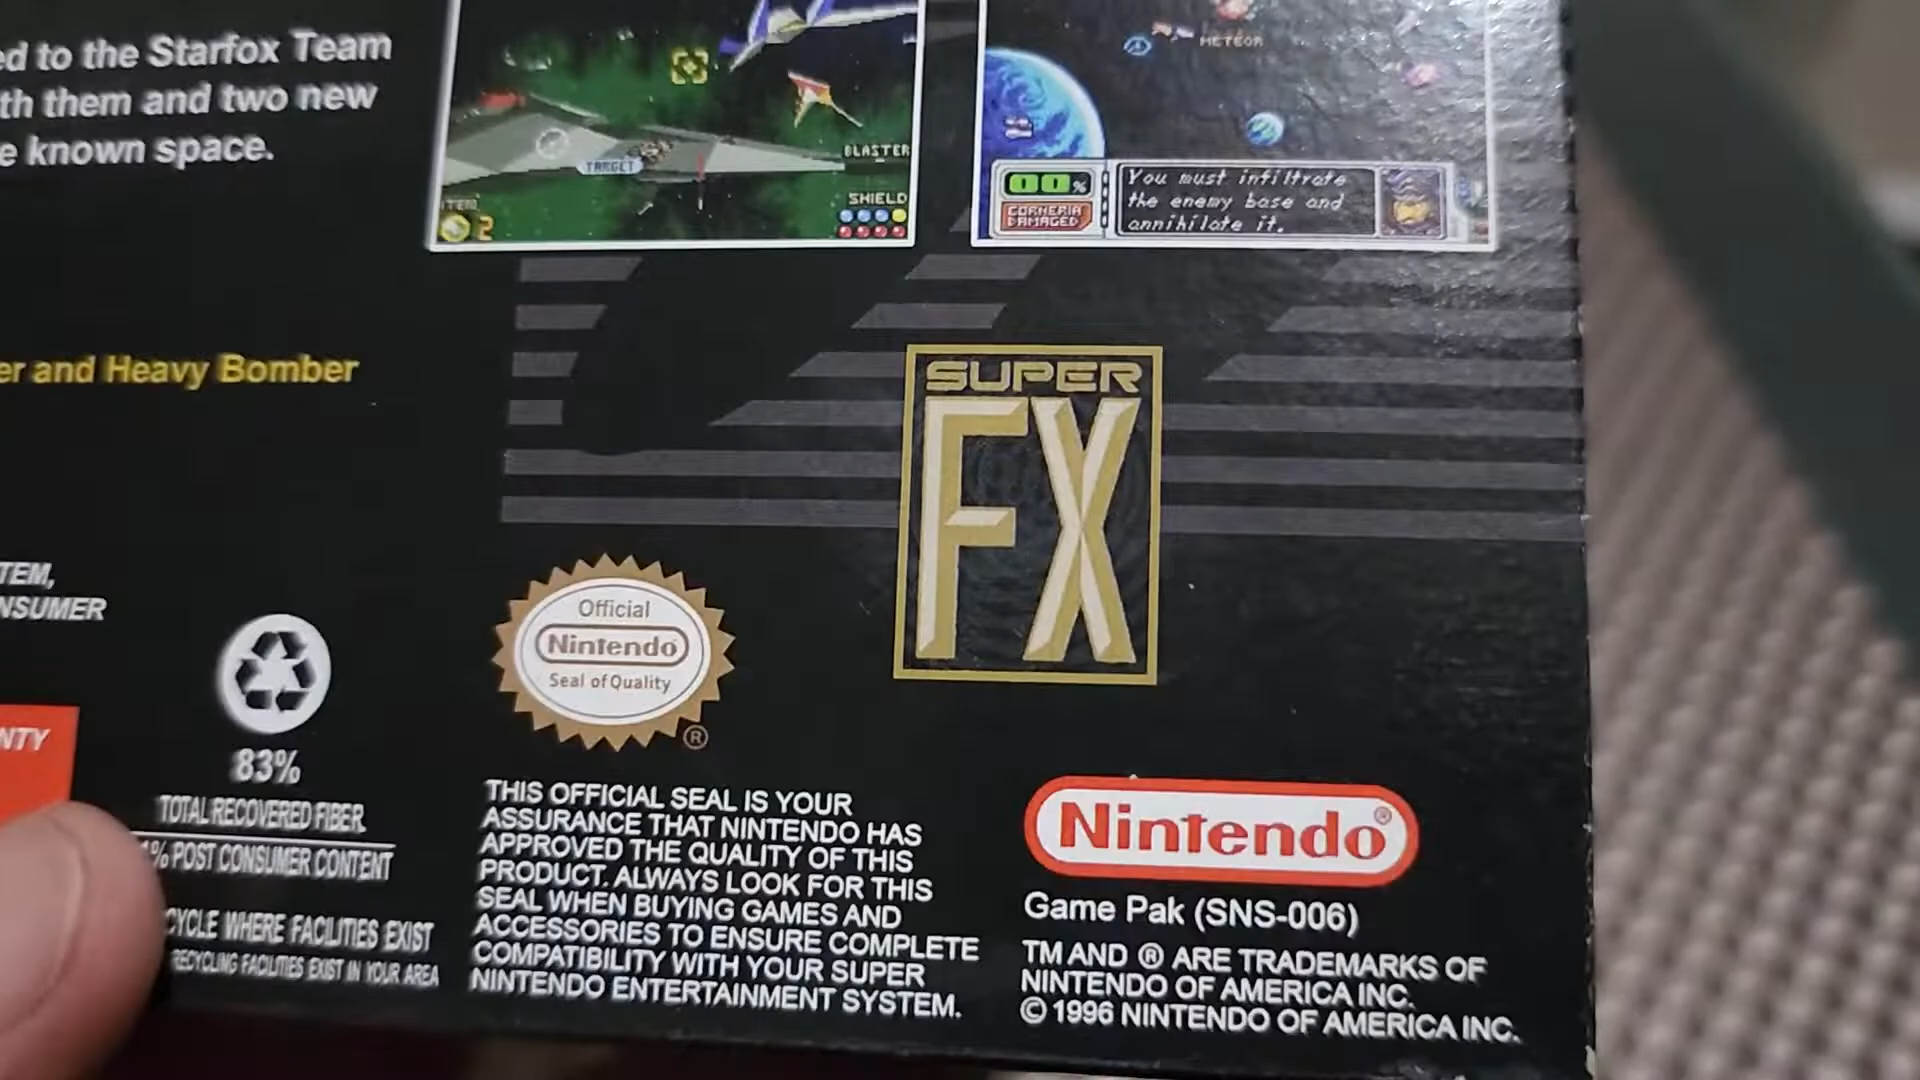 ed to the Starfox Team
th them and two new
e known space.
TARGET
BLASTER
ITEM
2
SHIELD
METEOR
00%
CORNERIA
DAMAGED
You must infiltrate
the enemy base and
annihilate it.
er and Heavy Bomber
SUPER
FX
TEM,
NSUMER
NTY
83%
TOTAL RECOVERED FIBER
1% POST CONSUMER CONTENT
CYCLE WHERE FACILITIES EXIST
RECYCLING FACILITIES EXIST IN YOUR AREA
Official
Nintendo
Seal of Quality
®
THIS OFFICIAL SEAL IS YOUR
ASSURANCE THAT NINTENDO HAS
APPROVED THE QUALITY OF THIS
PRODUCT. ALWAYS LOOK FOR THIS
SEAL WHEN BUYING GAMES AND
ACCESSORIES TO ENSURE COMPLETE
COMPATIBILITY WITH YOUR SUPER
NINTENDO ENTERTAINMENT SYSTEM.
Nintendo®
Game Pak (SNS-006)
TM AND ® ARE TRADEMARKS OF
NINTENDO OF AMERICA INC.
© 1996 NINTENDO OF AMERICA INC.